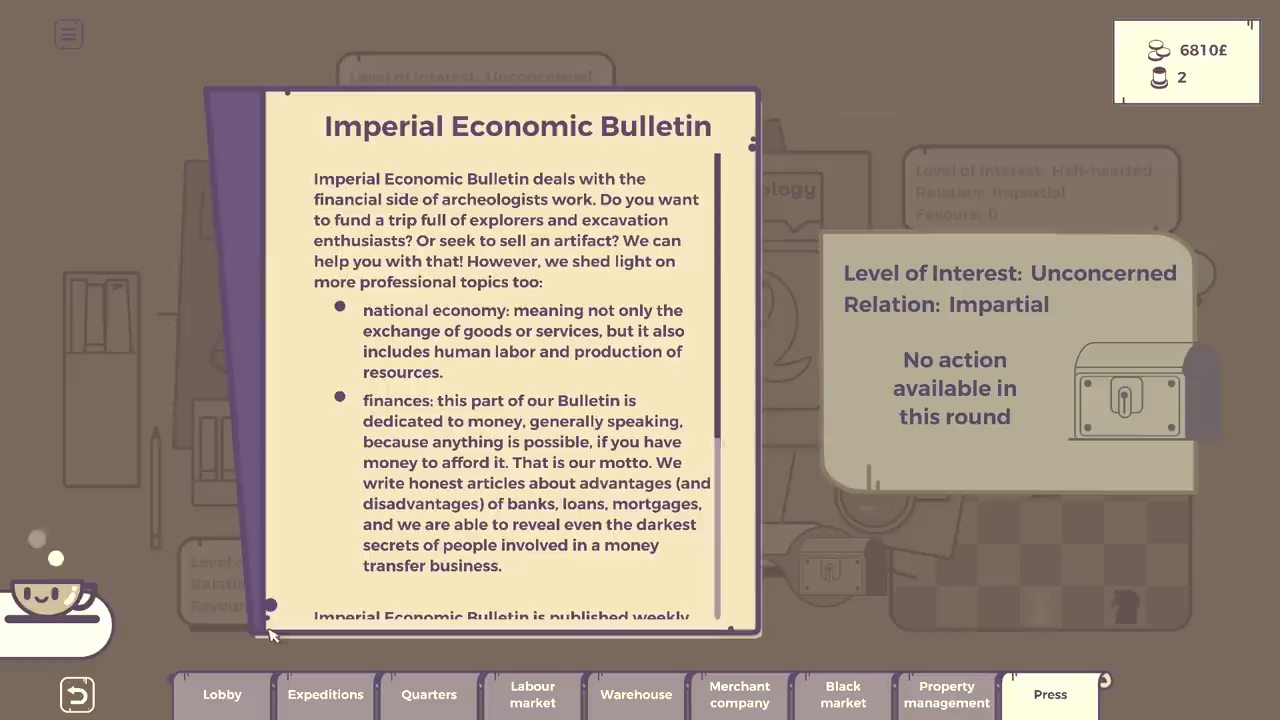 Level of Interest: Unconcerned
6810£
2
Imperial Economic Bulletin
Imperial Economic Bulletin deals with the
financial side of archeologists work. Do you want
to fund a trip full of explorers and excavation
enthusiasts? Or seek to sell an artifact? We can
help you with that! However, we shed light on
more professional topics too:
national economy: meaning not only the
exchange of goods or services, but it also
includes human labor and production of
resources.
finances: this part of our Bulletin is
dedicated to money, generally speaking,
because anything is possible, if you have
money to afford it. That is our motto. We
write honest articles about advantages (and
disadvantages) of banks, loans, mortgages,
and we are able to reveal even the darkest
secrets of people involved in a money
transfer business.
Imperial Economic Bulletin is published weekly
Level of Interest: Half-hearted
Relation: Impartial
Favours: 0
Level of Interest: Unconcerned
Relation: Impartial
No action
available in
this round
Lobby
Expeditions
Quarters
Labour
market
Warehouse
Merchant
company
Black
market
Property
management
Press